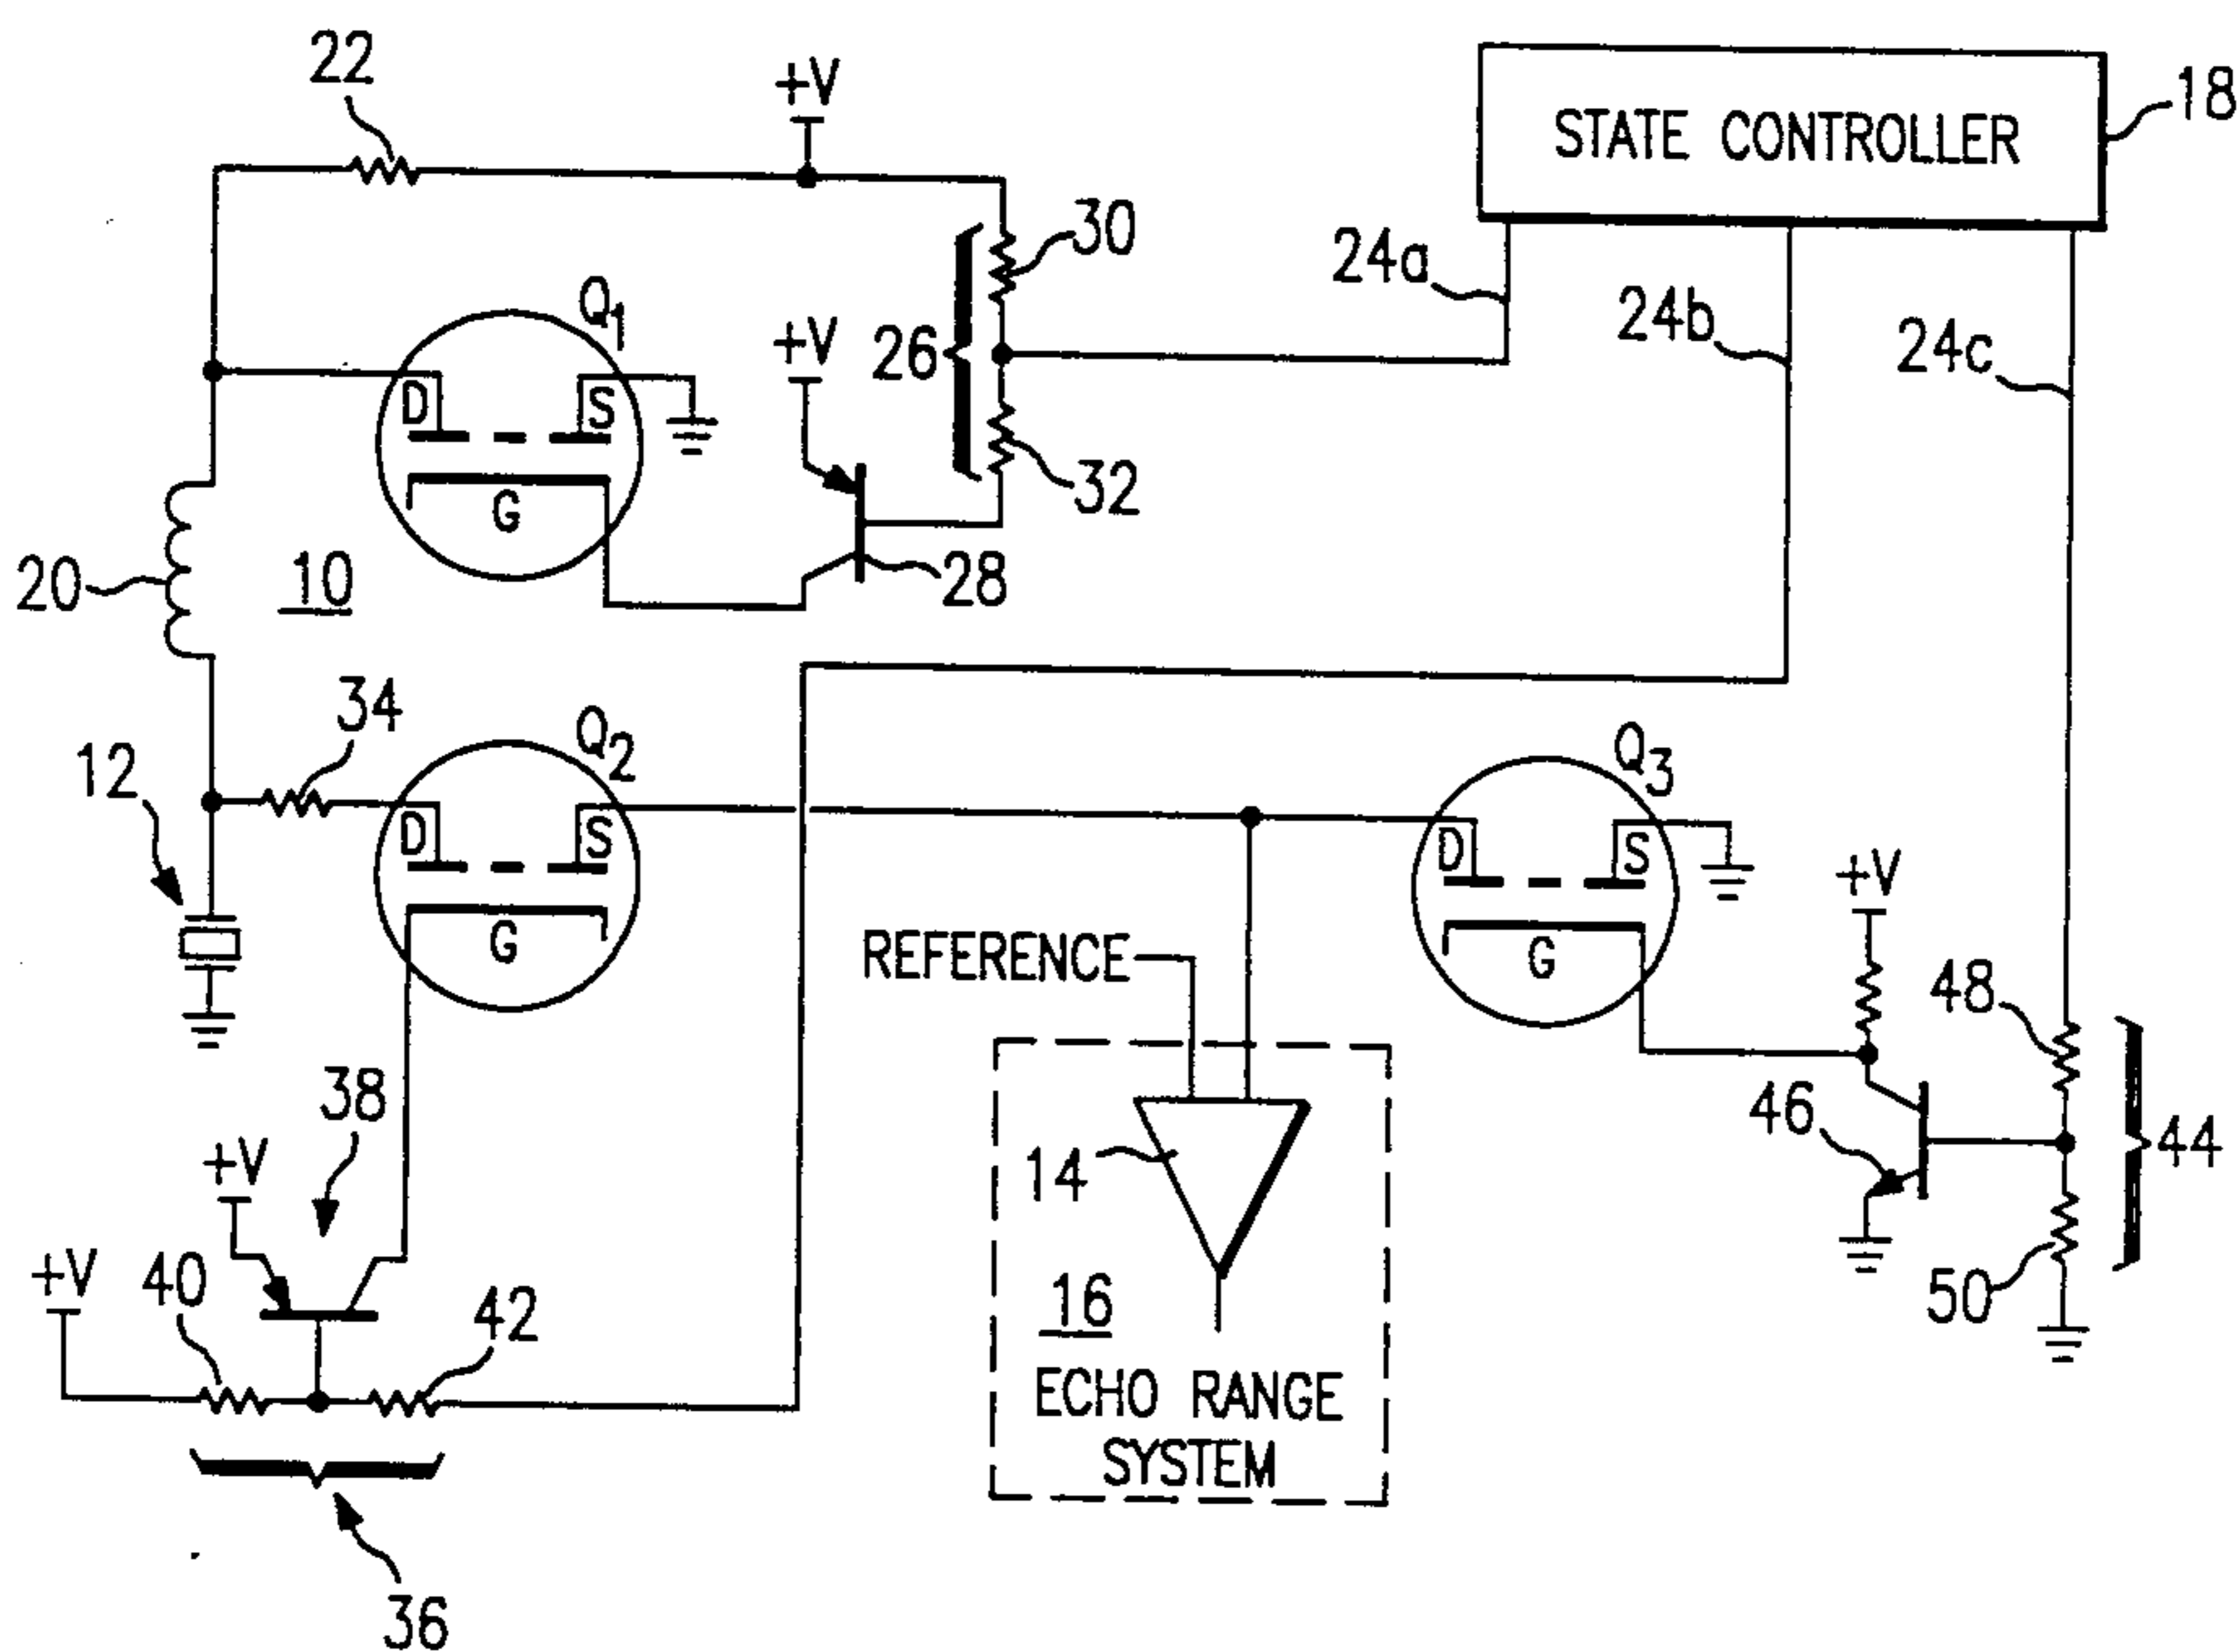 22
+V
STATE CONTROLLER
18
30
24a
24b
24c
Q1
+V
26
D
S
G
32
28
20
10
34
12
Q2
Q3
D
S
G
D
S
G
+V
REFERENCE
48
38
14
46
44
+V
+V
40
42
16
50
ECHO RANGE
SYSTEM
36